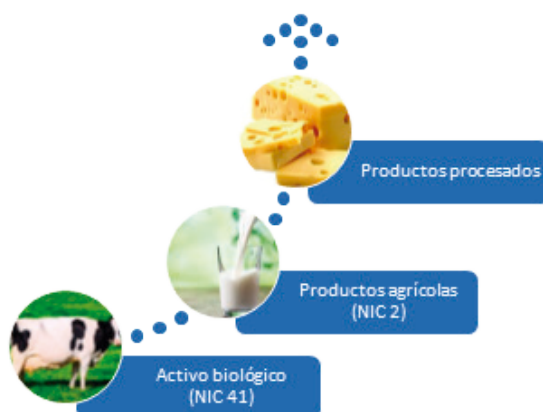 Productos procesados
Productos agrícolas
(NIC 2)
Activo biológico
(NIC 41)